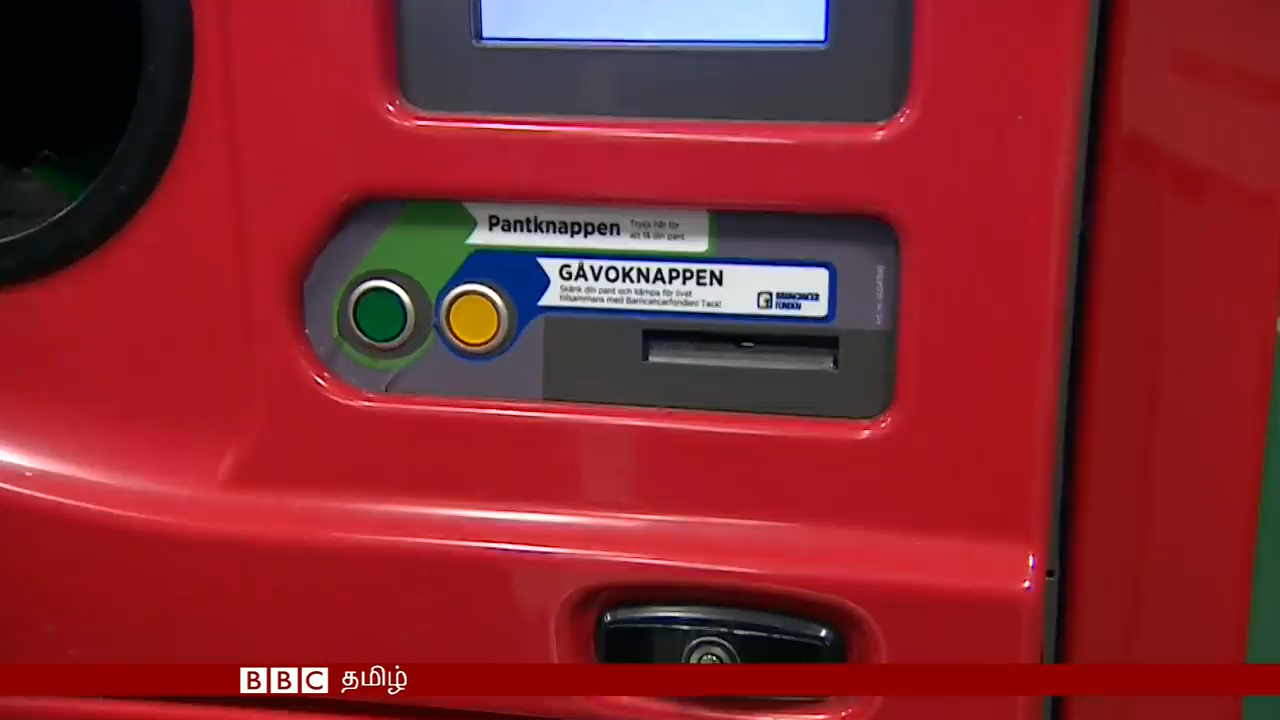 Pantknappen
Tryck här för
att få din pant
GÅVOKNAPPEN
Skänk din pant och kämpa för livet
tillsammans med Barncancerfonden! Tack!
BARNCANCER
FONDEN
BBC தமிழ்